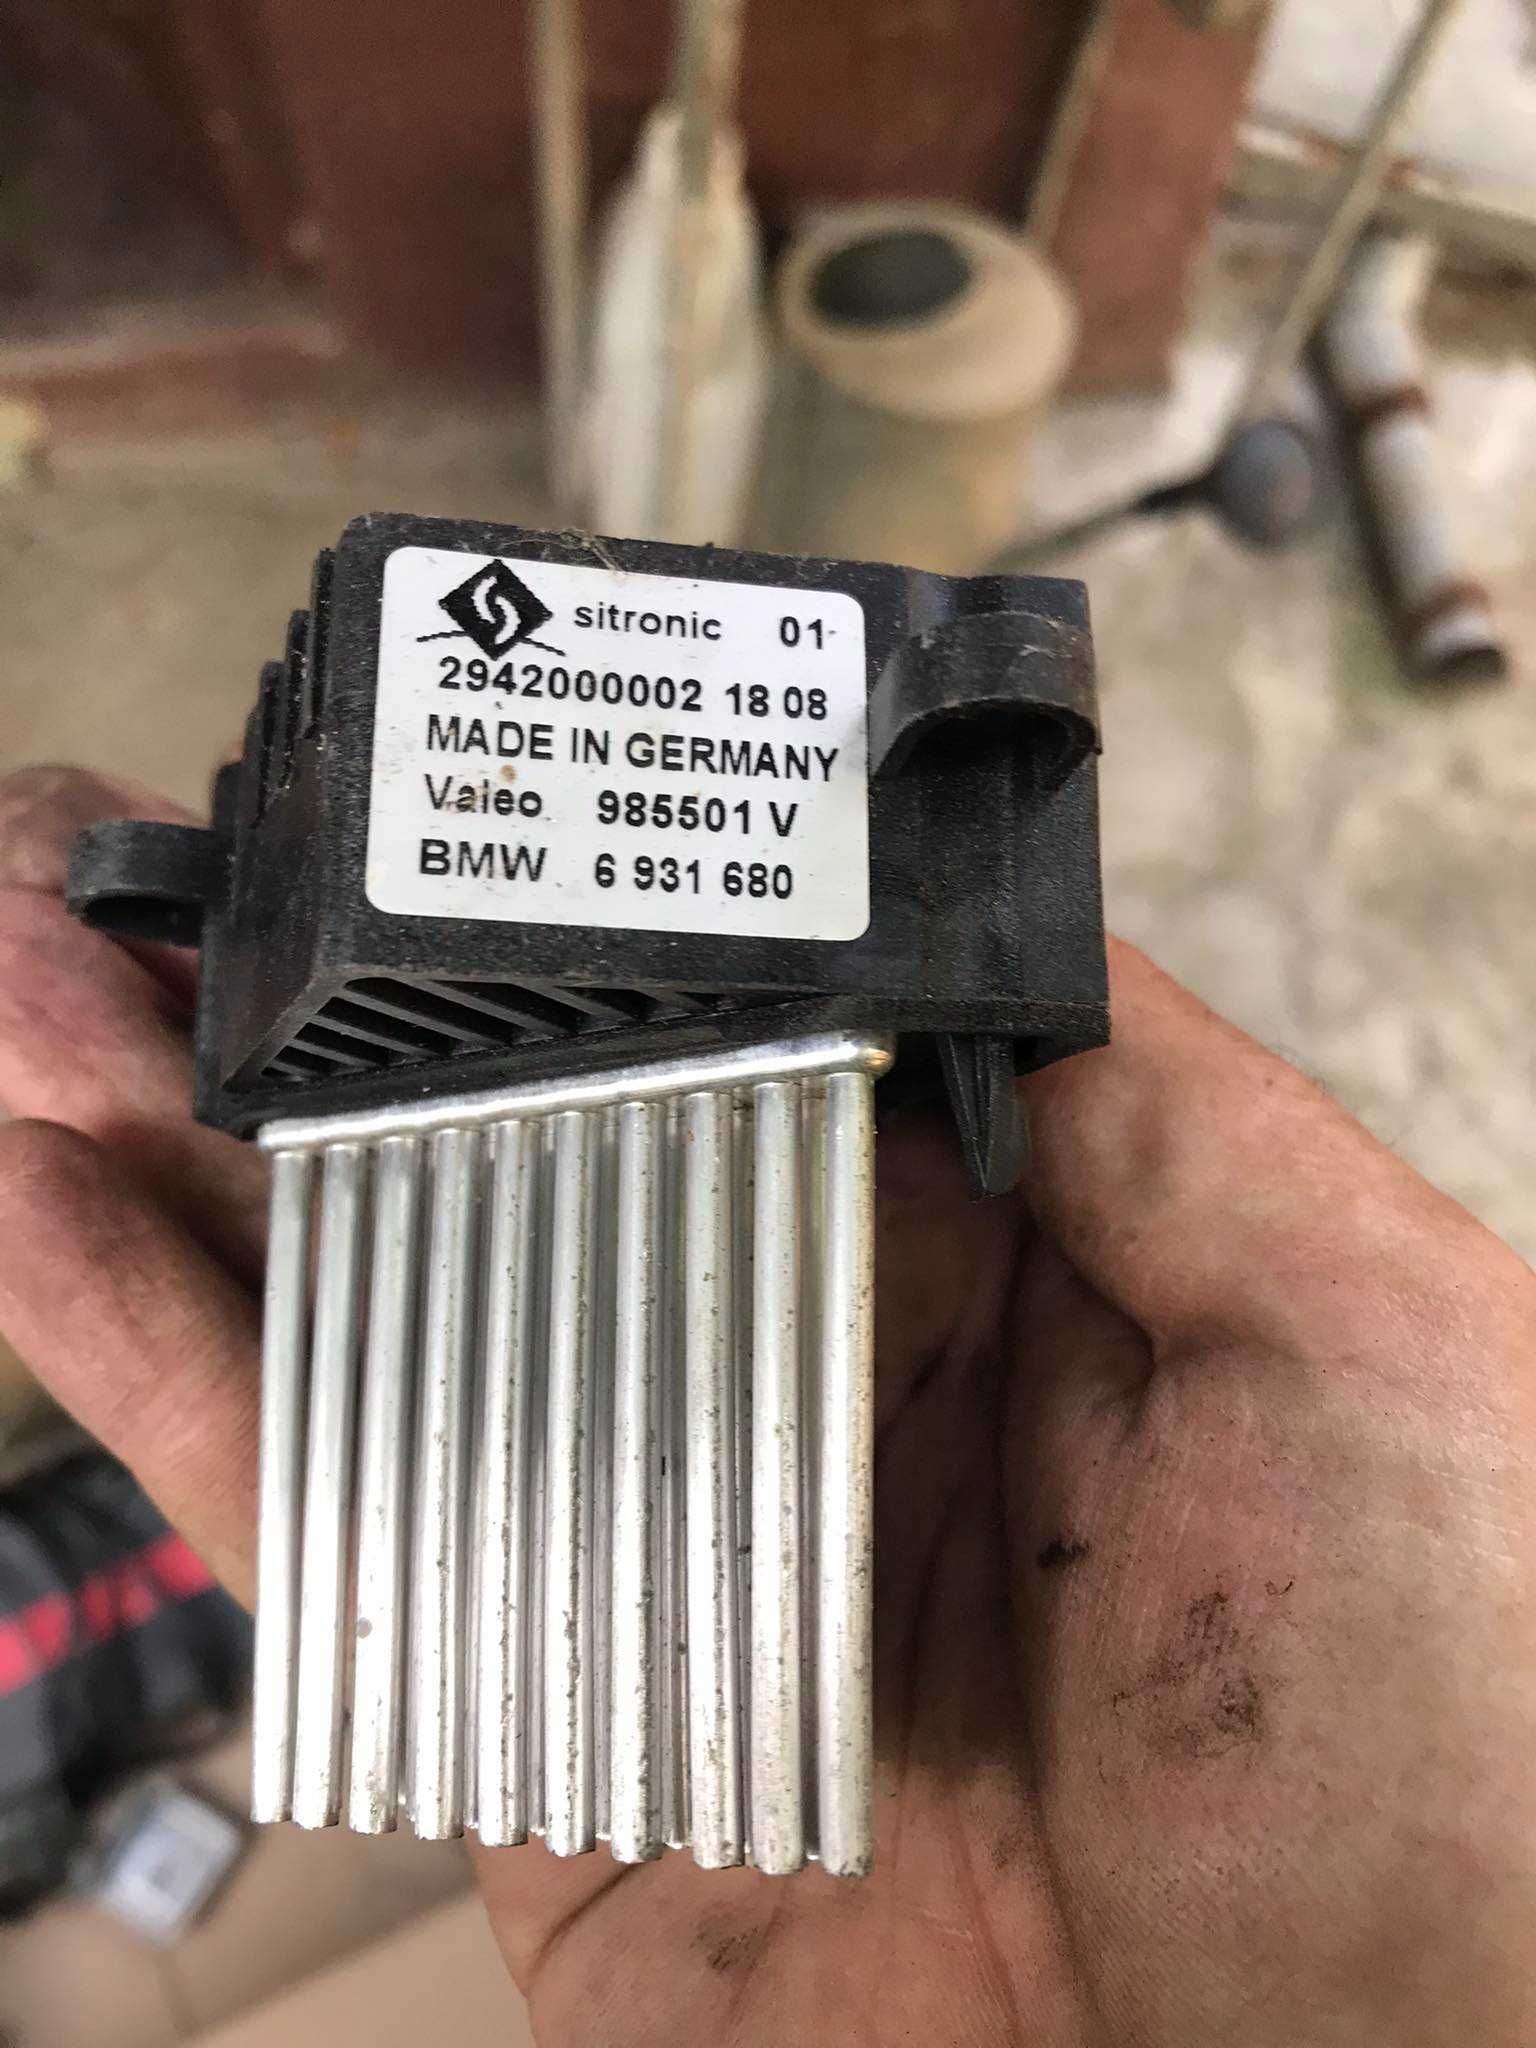 sitronic 01
2942000002 18 08
MADE IN GERMANY
Valeo 985501 V
BMW 6 931 680